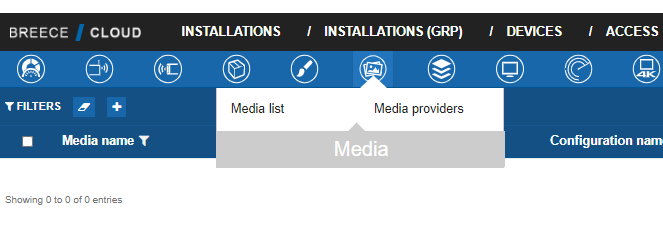 BREECE / CLOUD INSTALLATIONS / INSTALLATIONS (GRP) / DEVICES / ACCESS
4K
FILTERS
Media list Media providers
Media name Configuration name
Media
Showing 0 to 0 of 0 entries